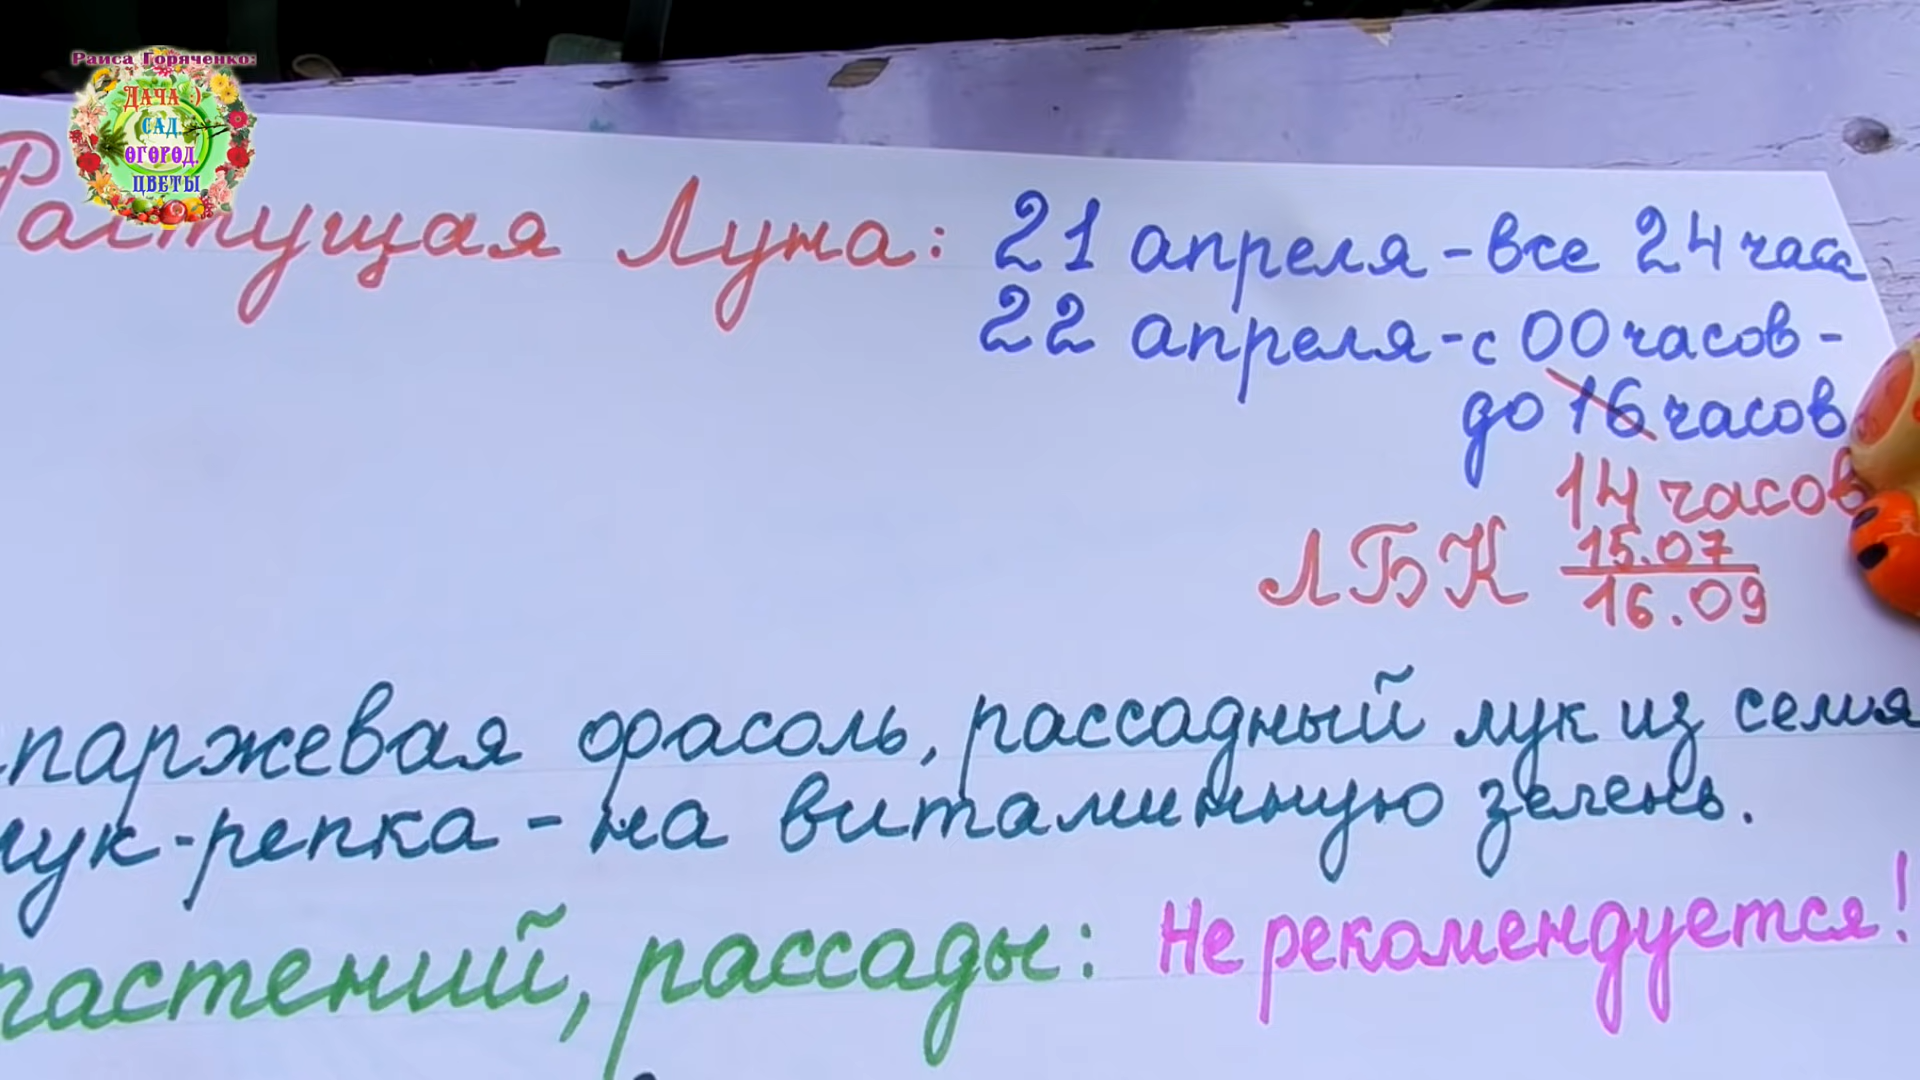 Раиса Горяченко:
Дача :)
сад,
огород,
цветы
Растущая Луна: 21 апреля - все 24 часа
22 апреля - с 00 часов -
до 16 часов
14 часов
ЛБК 15.07
16.09
спаржевая фасоль, рассадный лук из семя
лук-репка - на витаминную зелень.
растений, рассады: Не рекомендуется!